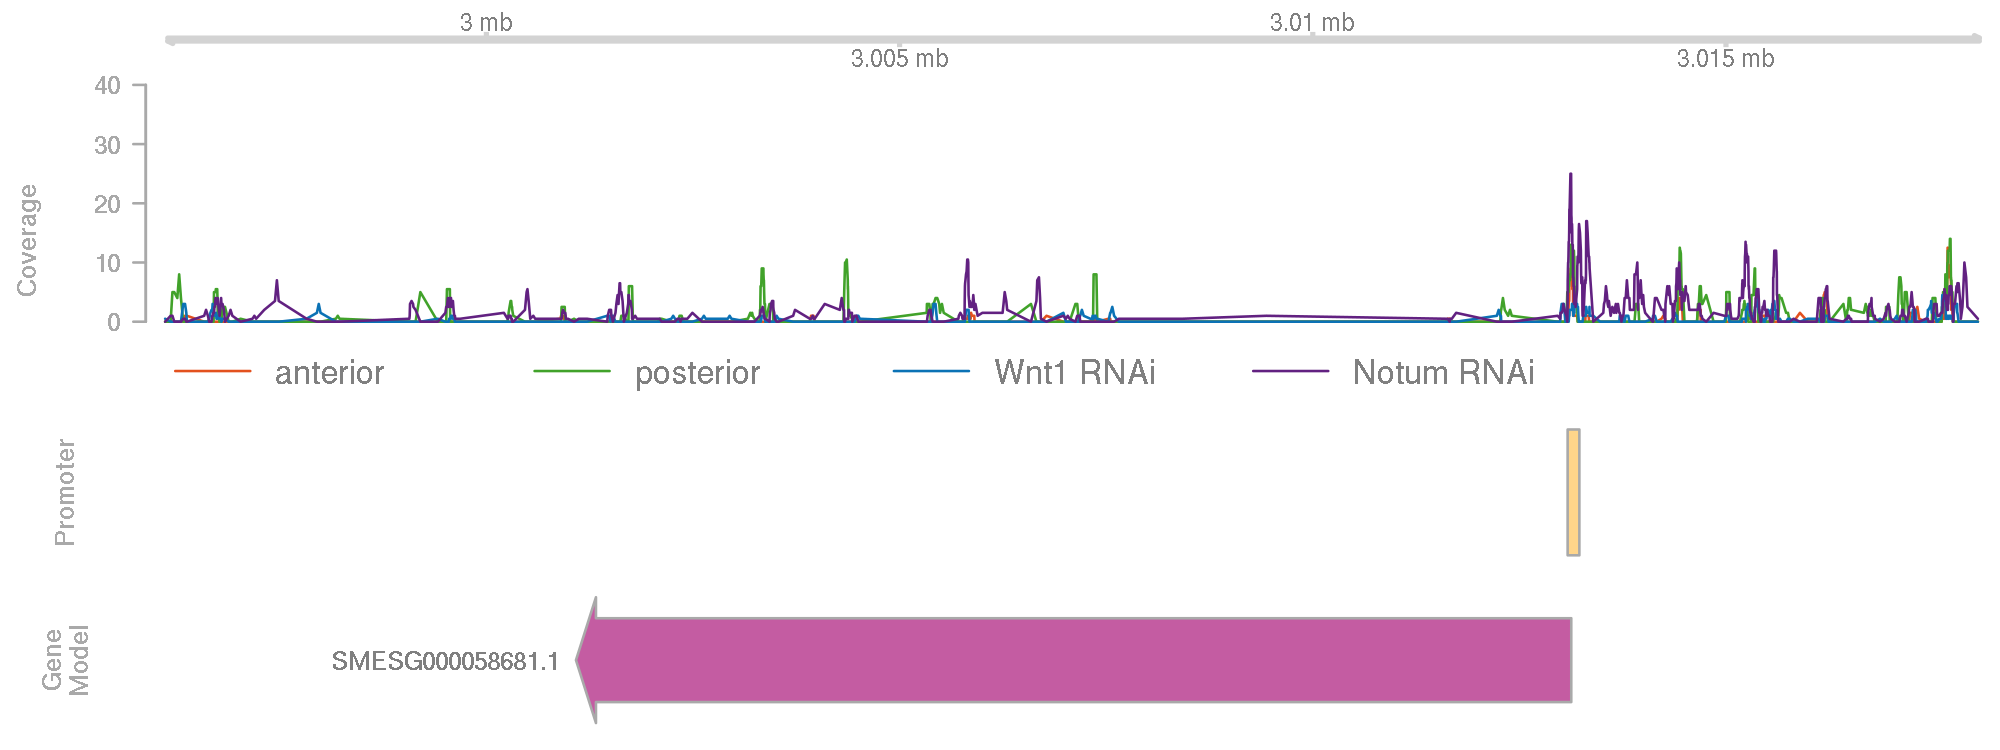 3 mb
3.01 mb
3.005 mb
3.015 mb
40
30
20
10
0
Coverage
anterior
posterior
Wnt1 RNAi
Notum RNAi
Promoter
Gene
Model
SMESG000058681.1